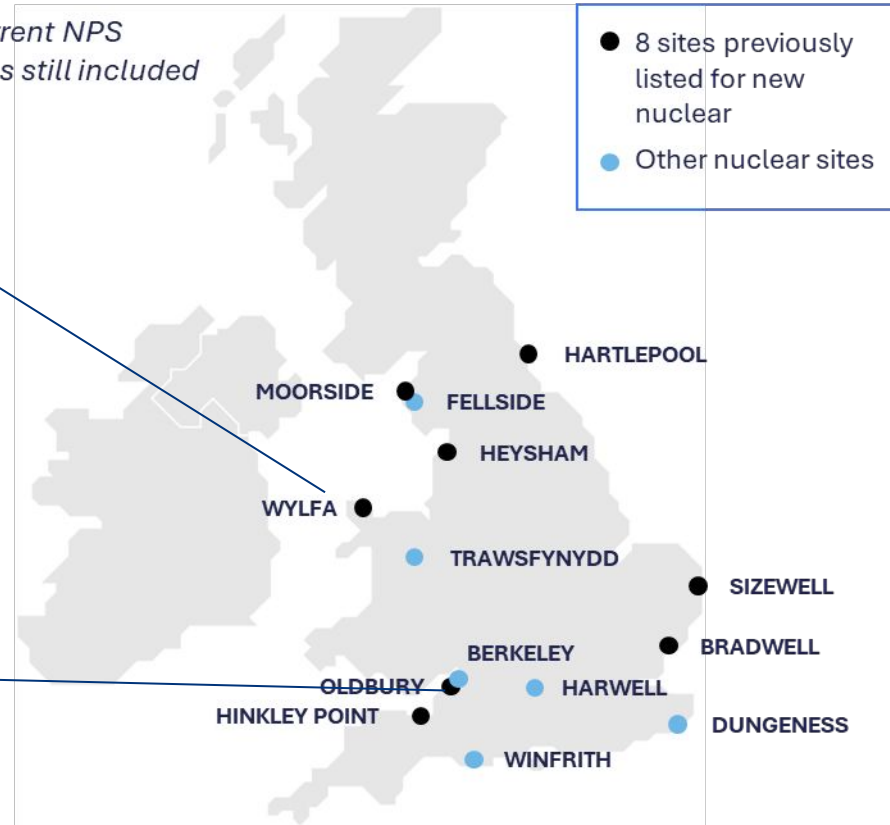 rrent NPS
s still included
8 sites previously
listed for new
nuclear
Other nuclear sites
HARTLEPOOL
MOORSIDE
FELLSIDE
HEYSHAM
WYLFA
TRAWSFYNYDD
SIZEWELL
BRADWELL
BERKELEY
OLDBURY
HARWELL
HINKLEY POINT
DUNGENESS
WINFRITH